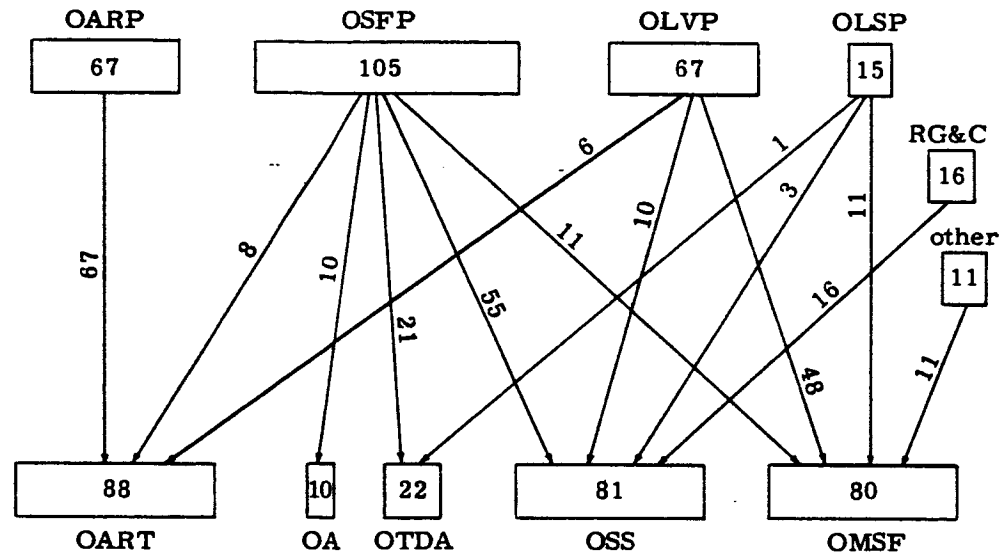 OARP OSFP OLVP OLSP
67 105 67 15
RG&C
16
other
11
6
1
3
8
10
10
11
11
67
21
55
16
48
11
88 10 22 81 80
OART OA OTDA OSS OMSF